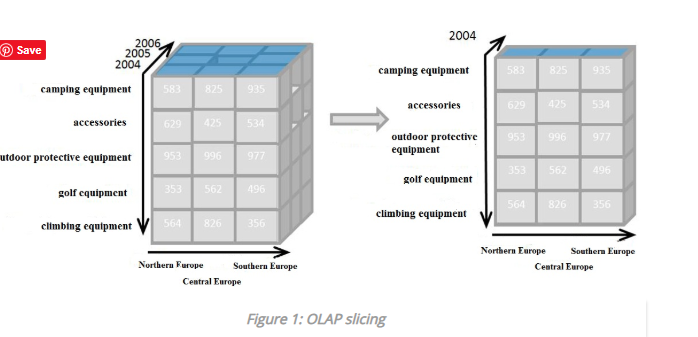 Save
2006
2005
2004
camping equipment 583 825 935
accessories 629 425 534
utdoor protective equipment 953 996 977
golf equipment 353 562 496
climbing equipment 564 826 356
Northern Europe Southern Europe
Central Europe
2004
camping equipment 583 825 935
accessories 629 425 534
outdoor protective
equipment 953 996 977
golf equipment 353 562 496
climbing equipment 564 826 356
Northern Europe Southern Europe
Central Europe
Figure 1: OLAP slicing